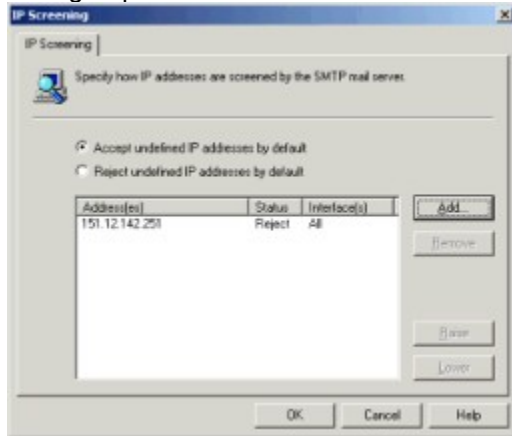 IP Screening
IP Screening
Specify how IP addresses are screened by the SMTP mail server.
Accept undefined IP addresses by default
Reject undefined IP addresses by default
Address(es) Status Interface(s)
151.12.142.251 Reject All
Add...
Remove
Raise
Lower
OK Cancel Help